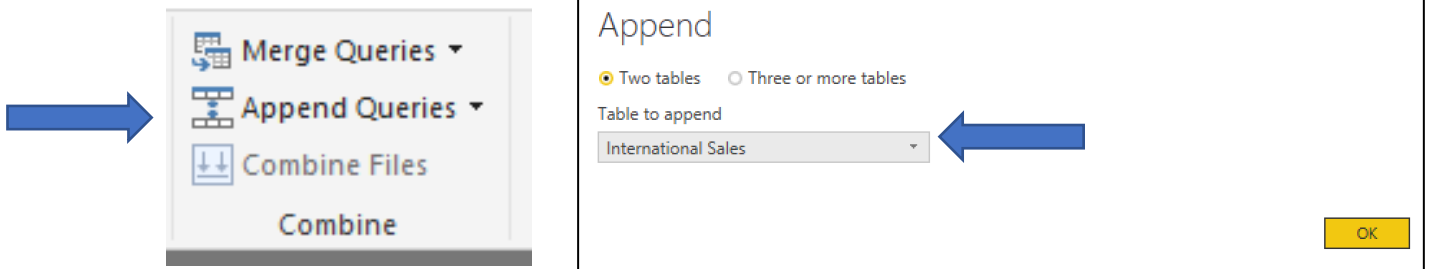 Merge Queries
Append Queries
Combine Files
Combine
Append
Two tables Three or more tables
Table to append
International Sales
OK